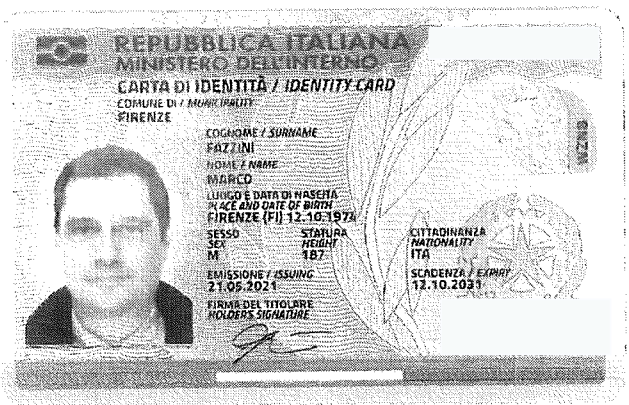 REPUBBLICA ITALIANA
MINISTERO DELL'INTERNO
CARTA DI IDENTITÀ / IDENTITY CARD
COMUNE DI / MUNICIPALITY
FIRENZE
COGNOME / SURNAME
FAZZINI
NOME / NAME
MARCO
LUOGO E DATA DI NASCITA
PLACE AND DATE OF BIRTH
FIRENZE (FI) 12.10.1974
SESSO STATURA CITTADINANZA
SEX HEIGHT NATIONALITY
M 187 ITA
EMISSIONE / ISSUING SCADENZA / EXPIRY
21.05.2021 12.10.2031
FIRMA DEL TITOLARE
HOLDER'S SIGNATURE